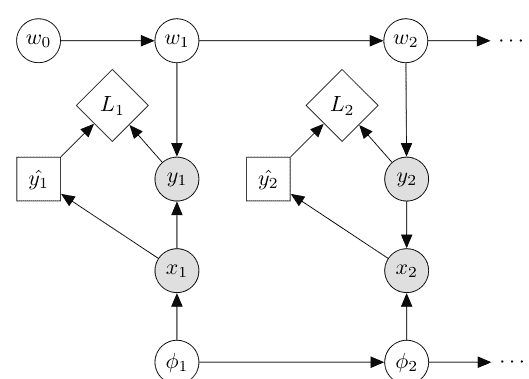 w₀ w₁ w₂ ···
L₁ L₂
ŷ₁ y₁ ŷ₂ y₂
x₁ x₂
ϕ₁ ϕ₂ ···